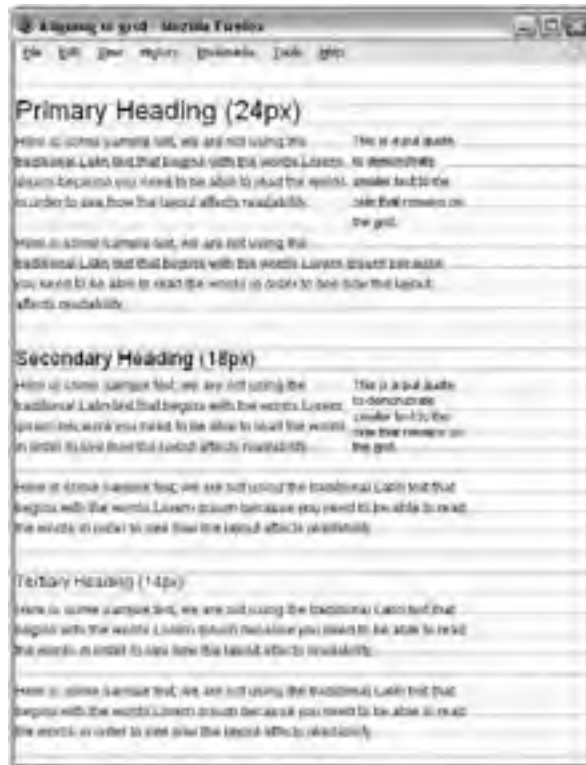 Aligning to grid - Mozilla Firefox
File Edit View History Bookmarks Tools Help
Primary Heading (24px)
Here is some sample text, we are not using the
traditional Latin text that begins with the words Lorem
ipsum because you need to be able to read the words
in order to see how the layout affects readability.
This is a pull quote
to demonstrate
smaller text to the
side that remains on
the grid.
Here is some sample text, we are not using the
traditional Latin text that begins with the words Lorem ipsum because
you need to be able to read the words in order to see how the layout
affects readability.
Secondary Heading (18px)
Here is some sample text, we are not using the
traditional Latin text that begins with the words Lorem
ipsum because you need to be able to read the words
in order to see how the layout affects readability.
This is a pull quote
to demonstrate
smaller text to the
side that remains on
the grid.
Here is some sample text, we are not using the traditional Latin text that
begins with the words Lorem ipsum because you need to be able to read
the words in order to see how the layout affects readability.
Tertiary Heading (14px)
Here is some sample text, we are not using the traditional Latin text that
begins with the words Lorem ipsum because you need to be able to read
the words in order to see how the layout affects readability.
Here is some sample text, we are not using the traditional Latin text that
begins with the words Lorem ipsum because you need to be able to read
the words in order to see how the layout affects readability.